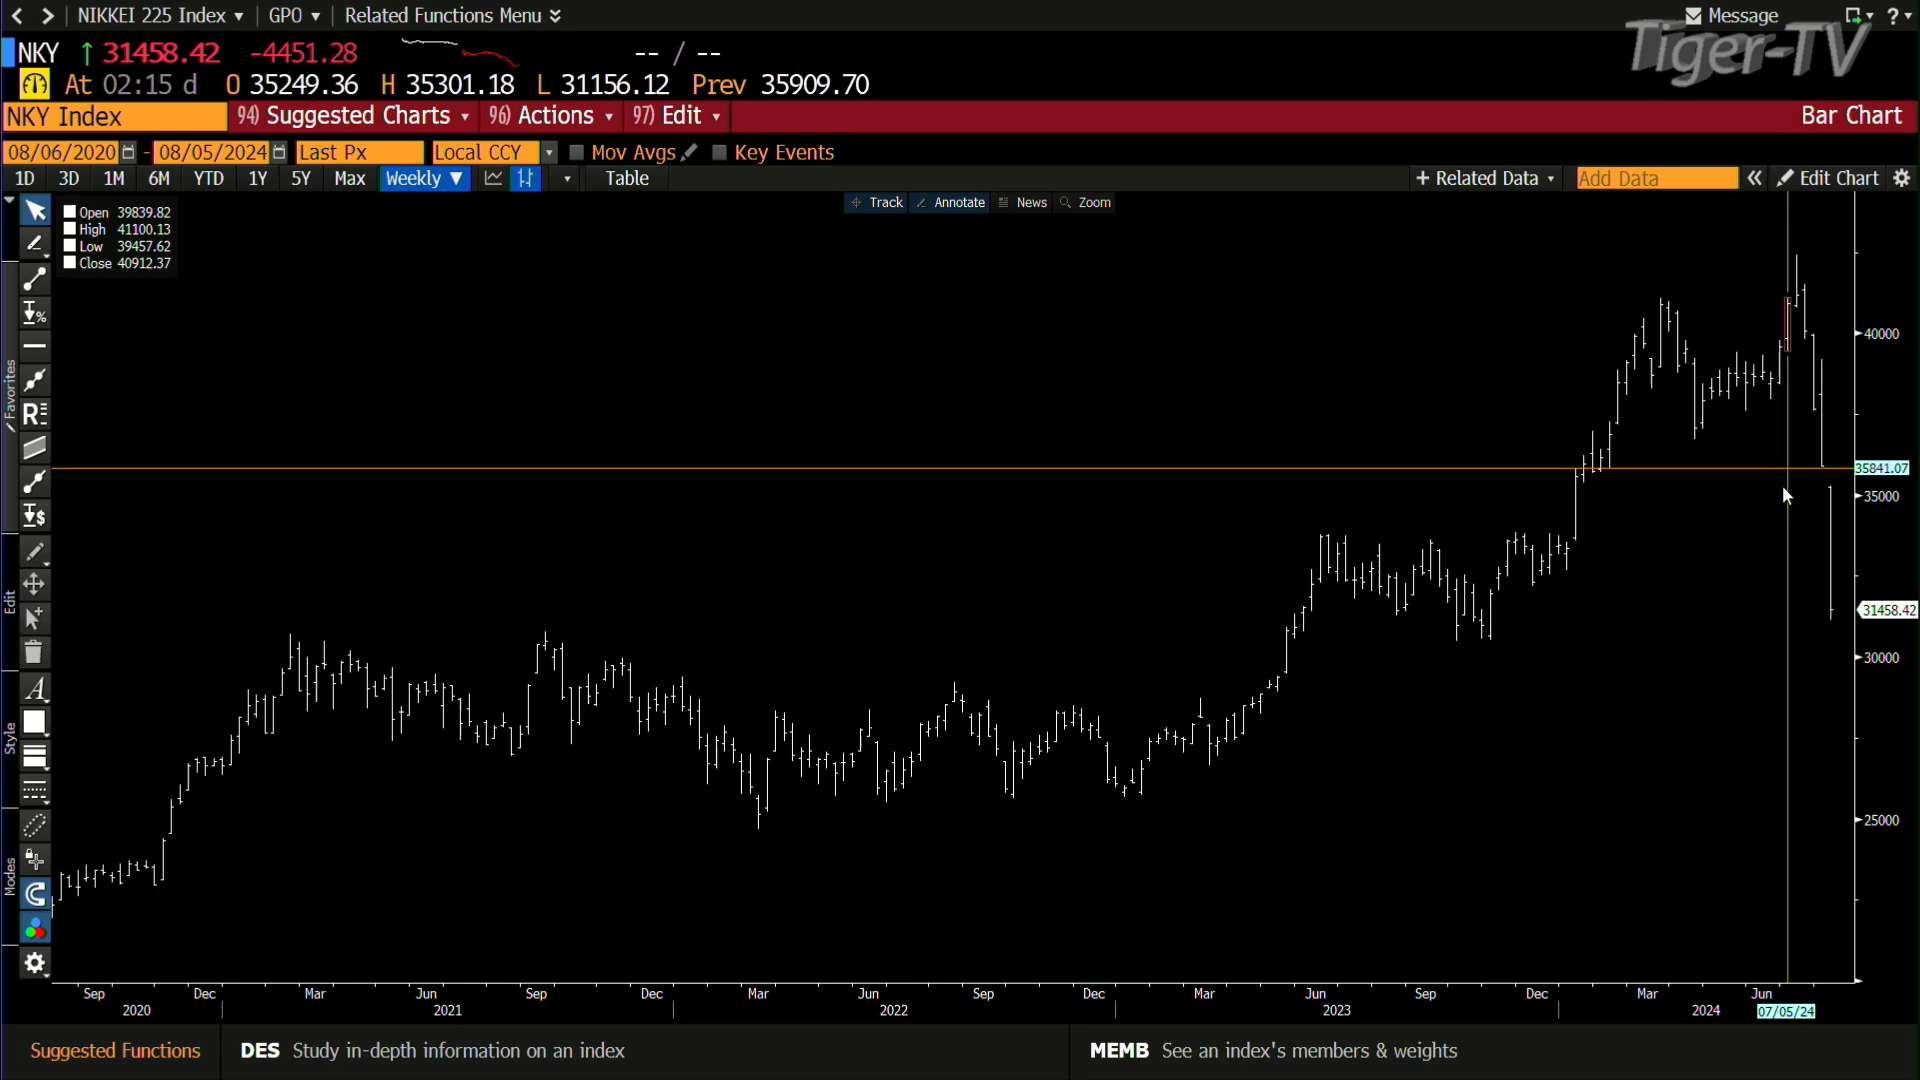 NIKKEI 225 Index ▾ GPO ▾ Related Functions Menu
Message
?
Tiger-TV
NKY ↑ 31458.42 -4451.28 -- / --
At 02:15 d O 35249.36 H 35301.18 L 31156.12 Prev 35909.70
NKY Index 94) Suggested Charts 96) Actions 97) Edit Bar Chart
08/06/2020 - 08/05/2024 Last Px Local CCY Mov Avgs Key Events
1D 3D 1M 6M YTD 1Y 5Y Max Weekly ▼ Table + Related Data Add Data « Edit Chart
Track Annotate News Zoom
Open 39839.82
High 41100.13
Low 39457.62
Close 40912.37
Favorites
Edit
Style
Modes
%
R
$
A
40000
35841.07
35000
31458.42
30000
25000
Sep Dec Mar Jun Sep Dec Mar Jun Sep Dec Mar Jun Sep Dec Mar Jun
2020 2021 2022 2023 2024 07/05/24
Suggested Functions DES Study in-depth information on an index MEMB See an index's members & weights